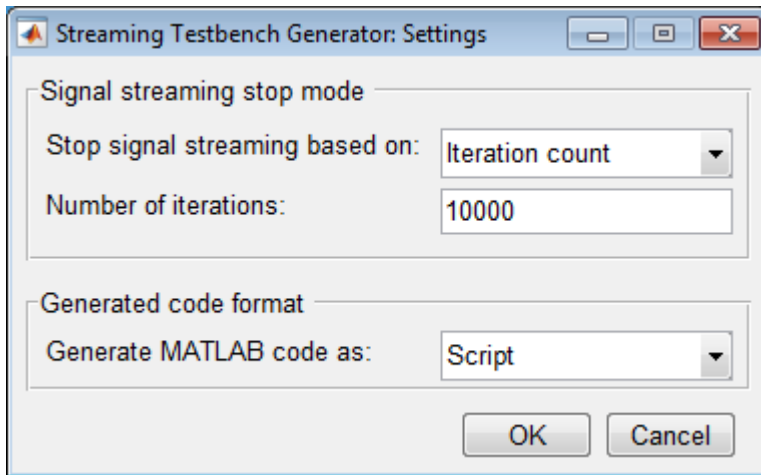 Streaming Testbench Generator: Settings
Signal streaming stop mode
Stop signal streaming based on: Iteration count
Number of iterations: 10000
Generated code format
Generate MATLAB code as: Script
OK Cancel